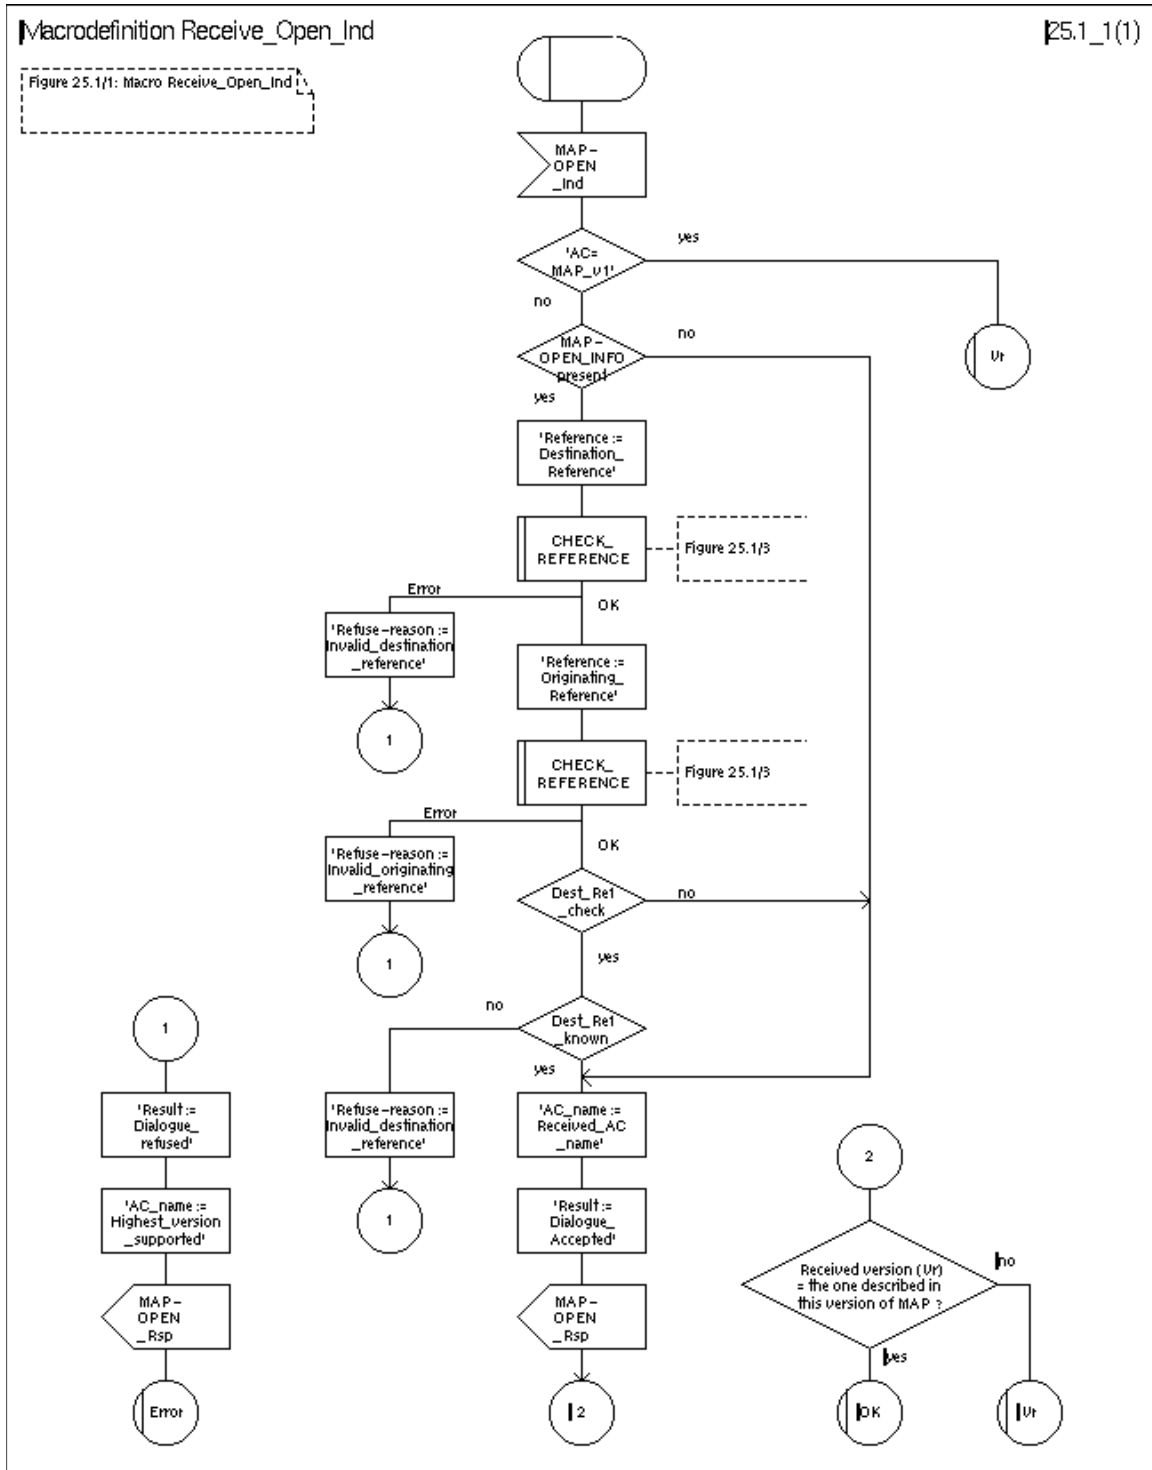 Macrodefinition Receive_Open_Ind
25.1_1(1)
Figure 25.1/1: Macro Receive_Open_Ind
MAP-
OPEN
_Ind
'AC=
MAP_v1'
yes
no
Vr
MAP-
OPEN_INFO
present
no
yes
'Reference :=
Destination_
Reference'
CHECK_
REFERENCE
Figure 25.1/3
Error
OK
'Refuse-reason :=
Invalid_destination
_reference'
1
'Reference :=
Originating_
Reference'
CHECK_
REFERENCE
Figure 25.1/3
Error
OK
'Refuse-reason :=
Invalid_originating
_reference'
1
Dest_Ref
_check
no
yes
Dest_Ref
_known
no
yes
'Refuse-reason :=
Invalid_destination
_reference'
1
'AC_name :=
Received_AC
_name'
'Result :=
Dialogue_
Accepted'
MAP-
OPEN
_Rsp
2
1
'Result :=
Dialogue_
refused'
'AC_name :=
Highest_version
_supported'
MAP-
OPEN
_Rsp
Error
2
Received version (Vr)
= the one described in
this version of MAP ?
no
yes
OK
Vr